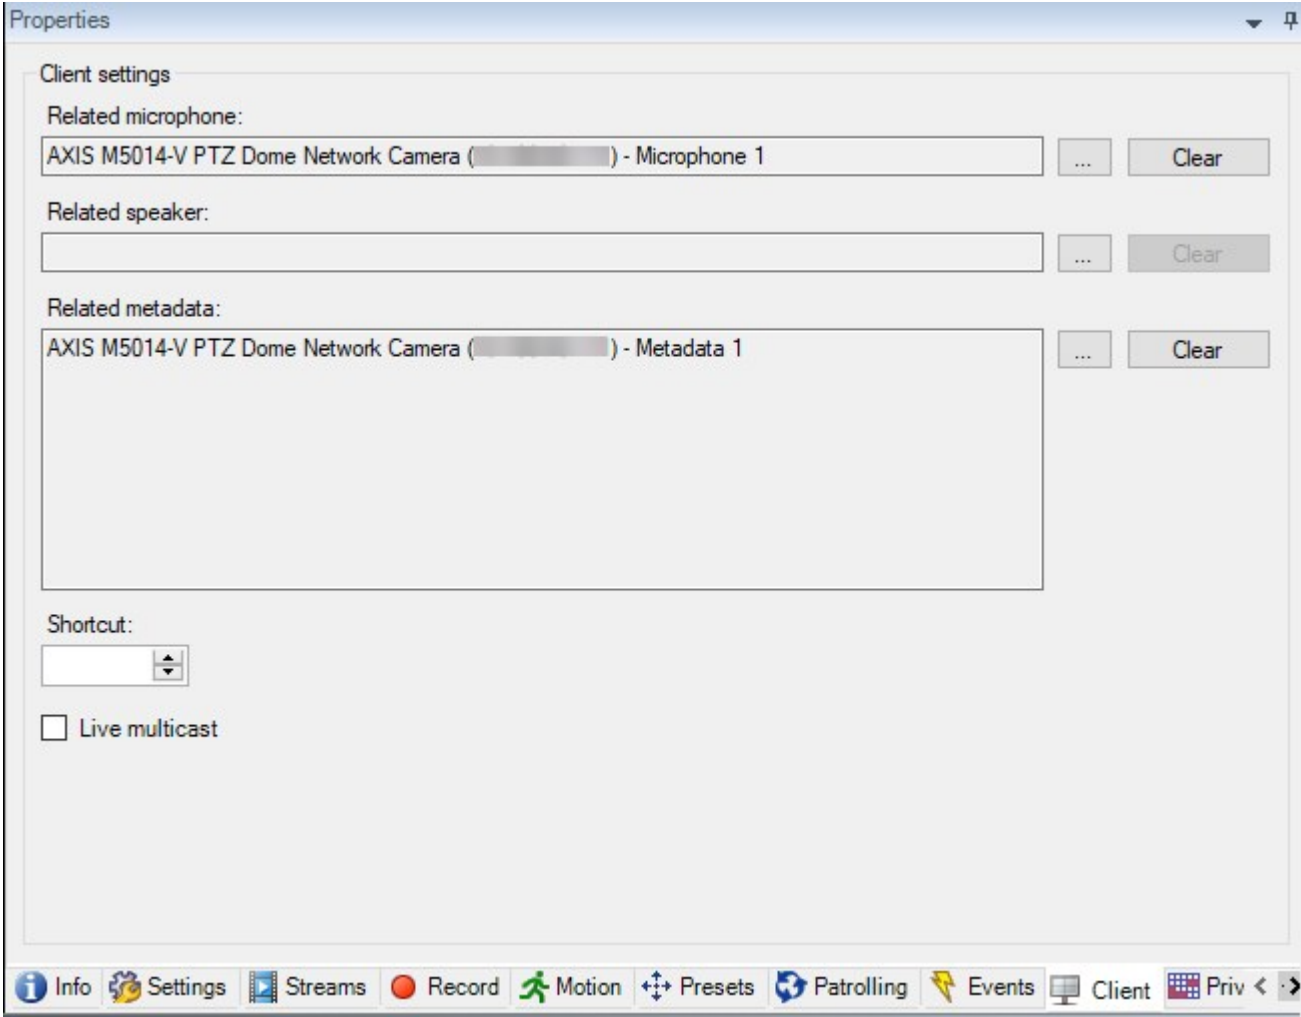 Properties
Client settings
Related microphone:
AXIS M5014-V PTZ Dome Network Camera ( ) - Microphone 1 ... Clear
Related speaker:
... Clear
Related metadada:
AXIS M5014-V PTZ Dome Network Camera ( ) - Metadata 1 ... Clear
Shortcut:
Live multicast
Info Settings Streams Record Motion Presets Patrolling Events Client Priv